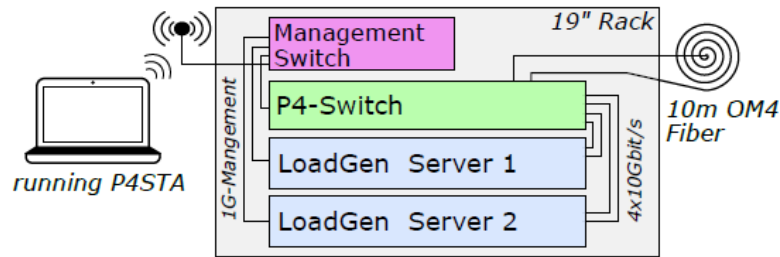 19" Rack
Management
Switch
P4-Switch
LoadGen Server 1
LoadGen Server 2
1G-Mangement
4x10Gbit/s
running P4STA
10m OM4
Fiber